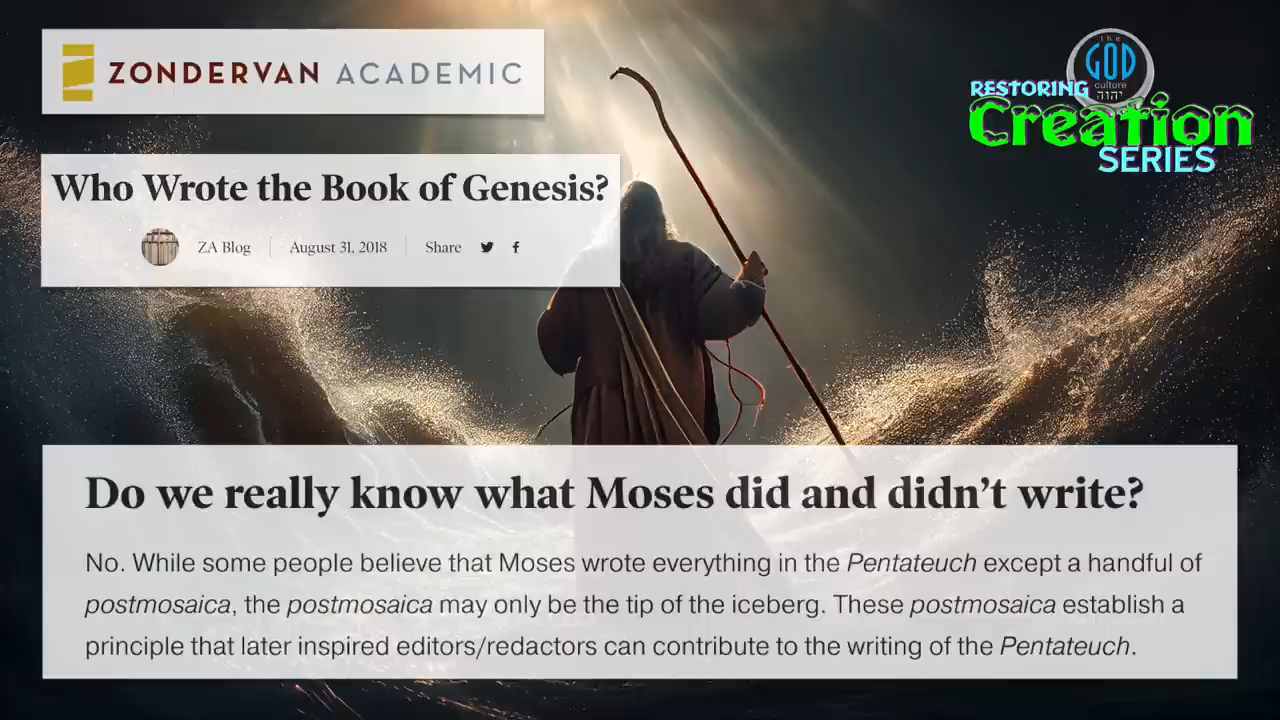 ZONDERVAN ACADEMIC
the
GOD
culture
יהוה
RESTORING
Creation
SERIES
Who Wrote the Book of Genesis?
ZA Blog August 31, 2018 Share
Do we really know what Moses did and didn’t write?
No. While some people believe that Moses wrote everything in the Pentateuch except a handful of
postmosaica, the postmosaica may only be the tip of the iceberg. These postmosaica establish a
principle that later inspired editors/redactors can contribute to the writing of the Pentateuch.